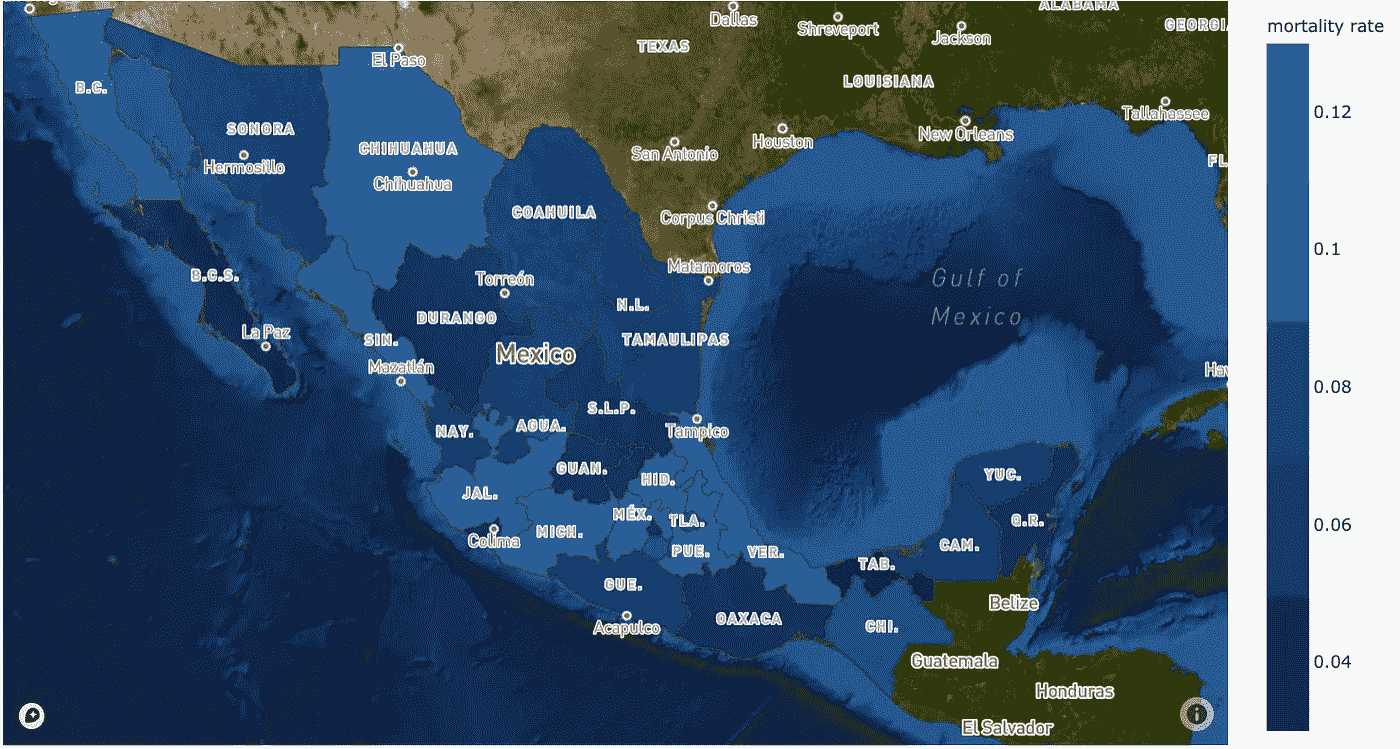 mortality rate
0.12
0.1
0.08
0.06
0.04
Dallas
Shreveport
Jackson
ALABAMA
GEORGIA
TEXAS
El Paso
LOUISIANA
B.C.
Tallahassee
SONORA
Hermosillo
CHIHUAHUA
Chihuahua
San Antonio
Houston
New Orleans
FL
COAHUILA
Corpus Christi
B.C.S.
Torreón
Matamoros
Gulf of
Mexico
DURANGO
N.L.
La Paz
SIN.
TAMAULIPAS
Mexico
Mazatlán
Hav
S.L.P.
NAY.
AGUA.
Tampico
GUAN.
HID.
YUC.
JAL.
MÉX.
TLA.
Q.R.
Colima
MICH.
PUE.
VER.
CAM.
TAB.
GUE.
Belize
Acapulco
OAXACA
CHI.
Guatemala
Honduras
El Salvador